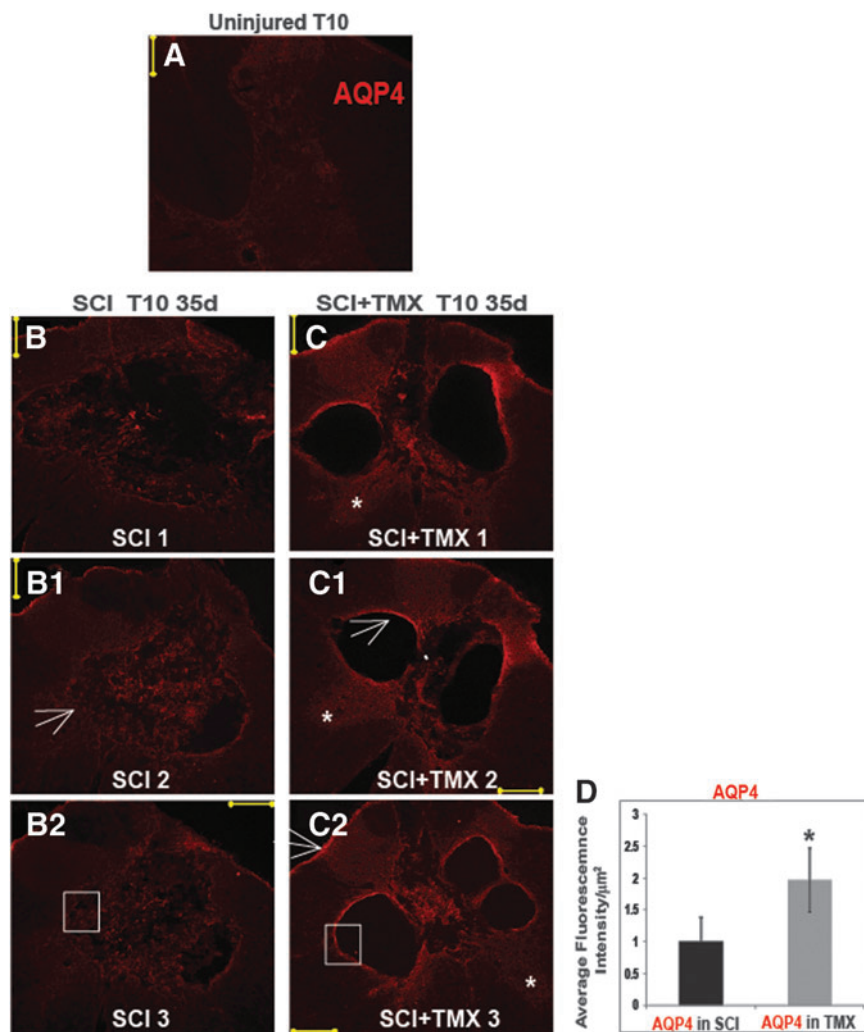 Uninjured T10
A
AQP4
SCI T10 35d
SCI+TMX T10 35d
B
SCI 1
C
*
SCI+TMX 1
B1
SCI 2
C1
*
SCI+TMX 2
B2
SCI 3
C2
*
SCI+TMX 3
D
AQP4
Average Fluorescemnce
Intensity/µm²
3
2.5
2
1.5
1
0.5
0
*
AQP4 in SCI
AQP4 in TMX